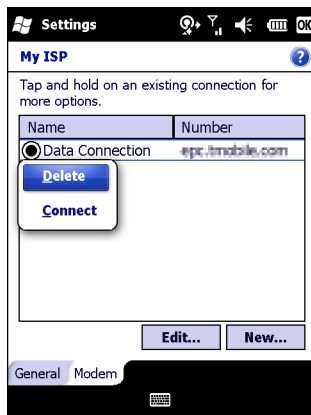 Settings
OK
My ISP
?
Tap and hold on an existing connection for
more options.
Name Number
Data Connection
Delete
Connect
Edit... New...
General Modem